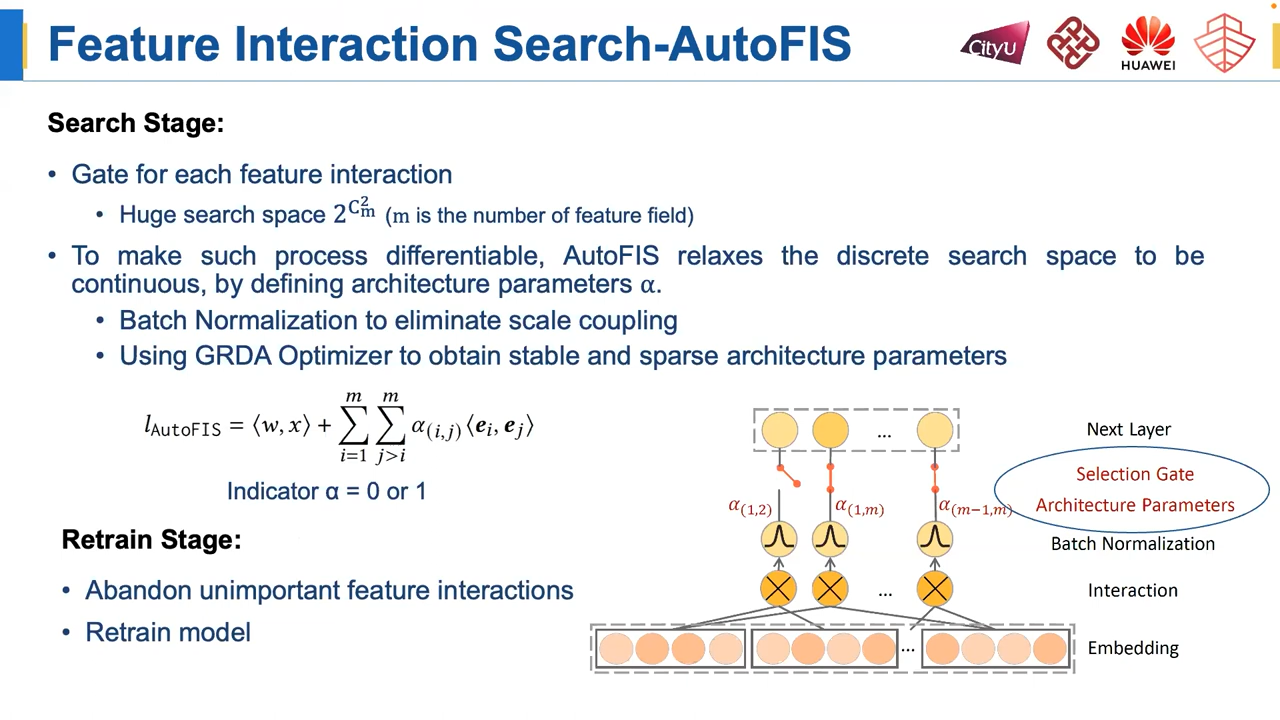 Feature Interaction Search-AutoFIS
CityU
HUAWEI
Search Stage:
• Gate for each feature interaction
• Huge search space 2^{C_m^2} (m is the number of feature field)
• To make such process differentiable, AutoFIS relaxes the discrete search space to be
continuous, by defining architecture parameters α.
• Batch Normalization to eliminate scale coupling
• Using GRDA Optimizer to obtain stable and sparse architecture parameters
l_{AutoFIS} = ⟨w, x⟩ + ∑_{i=1}^{m} ∑_{j>i}^{m} α_{(i,j)} ⟨e_i, e_j⟩
Indicator α = 0 or 1
Retrain Stage:
• Abandon unimportant feature interactions
• Retrain model
... Next Layer
Selection Gate
α_{(1,2)} α_{(1,m)} α_{(m−1,m)} Architecture Parameters
Batch Normalization
... Interaction
... Embedding